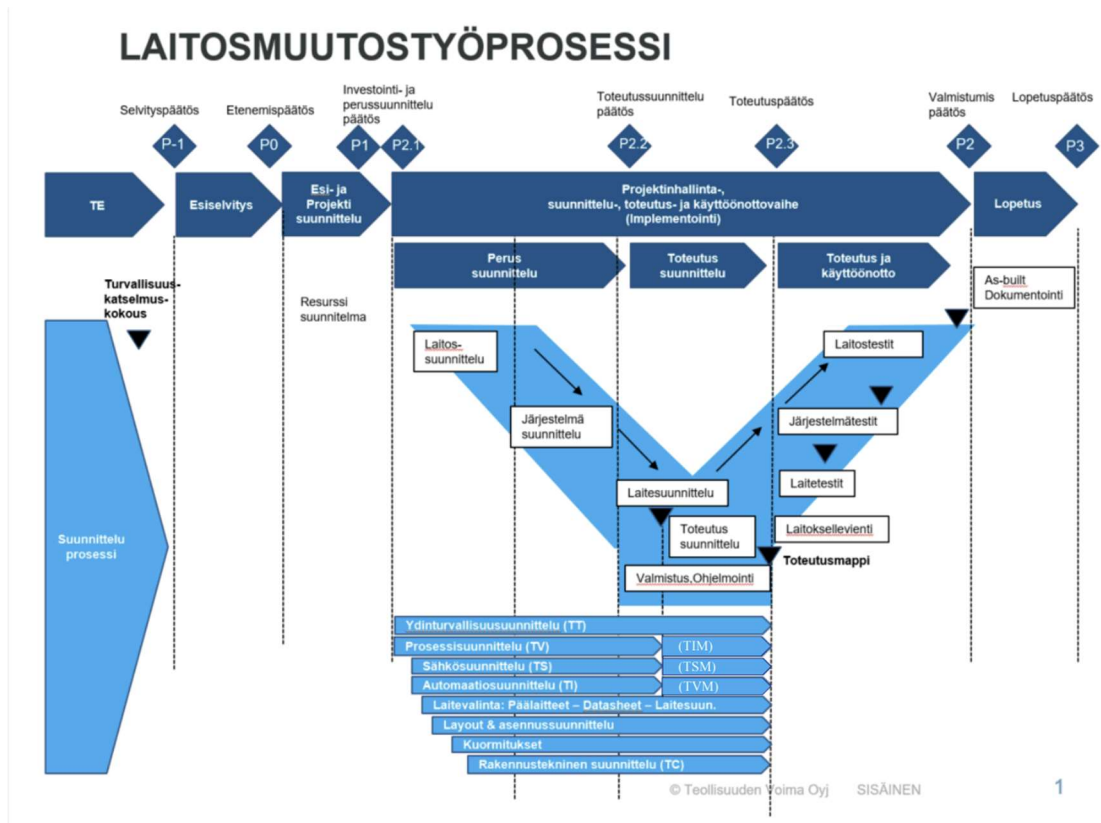 LAITOSMUUTOSTYÖPROSESSI
Selvityspäätös
Etenemispäätös
Investointi- ja
perussuunnittelu
päätös
Toteutussuunnittelu
päätös
Toteutuspäätös
Valmistumis
päätös
Lopetuspäätös
P-1
P0
P1
P2.1
P2.2
P2.3
P2
P3
TE
Esiselvitys
Esi- ja
Projekti
suunnittelu
Projektinhallinta-,
suunnittelu-, toteutus- ja käyttöönottovaihe
(Implementointi)
Lopetus
Perus
suunnittelu
Toteutus
suunnittelu
Toteutus ja
käyttöönotto
Turvallisuus-
katselmus-
kokous
Resurssi
suunnitelma
As-built
Dokumentointi
Laitos-
suunnittelu
Laitostestit
Järjestelmä
suunnittelu
Järjestelmätestit
Laitesuunnittelu
Laitetestit
Toteutus
suunnittelu
Laitoksellevienti
Suunnittelu
prosessi
Toteutusmappi
Valmistus,Ohjelmointi
Ydinturvallisuusuunnittelu (TT)
Prosessisuunnittelu (TV)
(TIM)
Sähkösuunnittelu (TS)
(TSM)
Automaatiosuunnittelu (TI)
(TVM)
Laitevalinta: Päälaitteet – Datasheet – Laitesuun.
Layout & asennussuunnittelu
Kuormitukset
Rakennustekninen suunnittelu (TC)
© Teollisuuden Voima Oyj
SISÄINEN
1